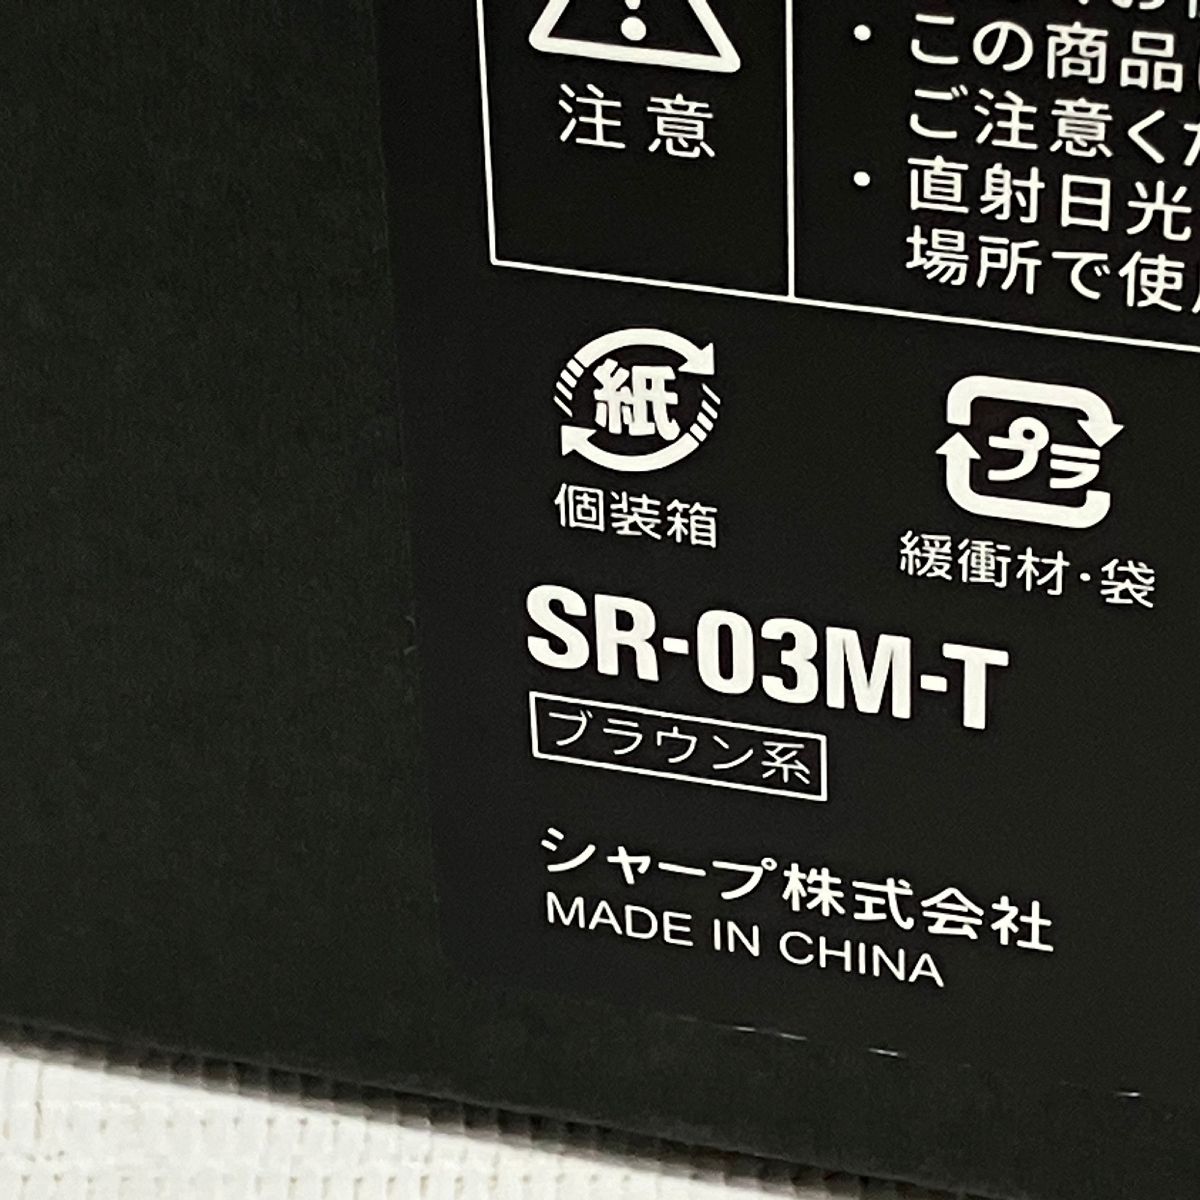 注意
・この商品
ご注意くだ
・直射日光
場所で使用
紙
個装箱
プラ
緩衝材・袋
SR-03M-T
ブラウン系
シャープ株式会社
MADE IN CHINA